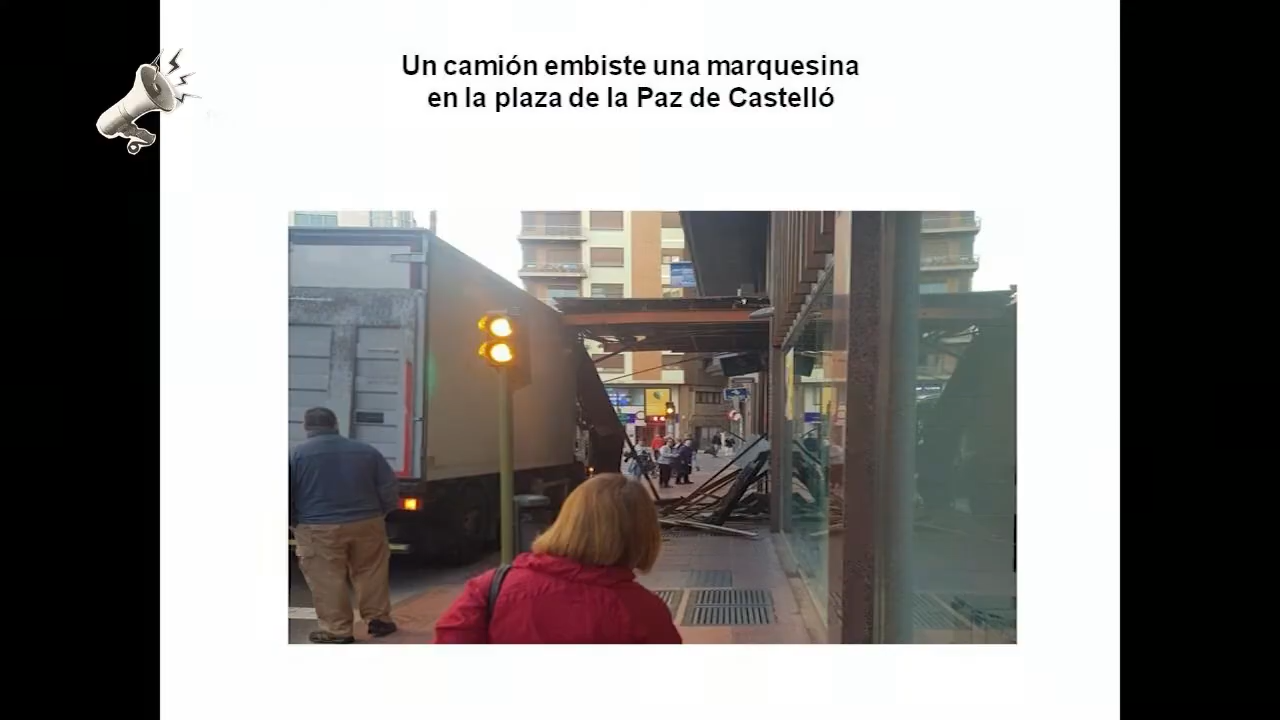 Un camión embiste una marquesina
en la plaza de la Paz de Castelló